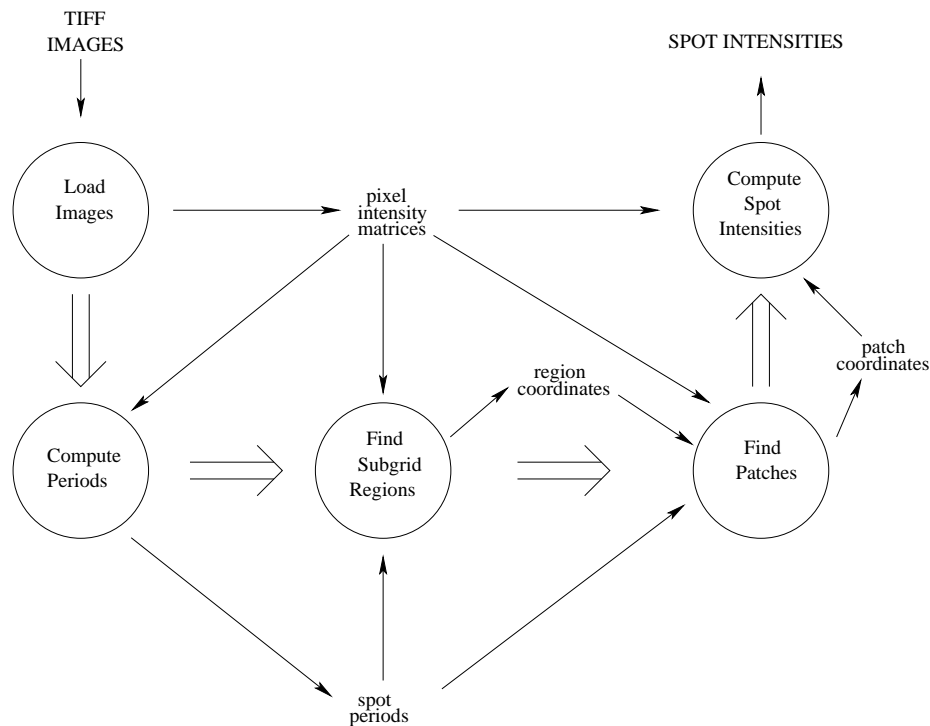 TIFF
IMAGES
SPOT INTENSITIES
Load
Images
pixel
intensity
matrices
Compute
Spot
Intensities
region
coordinates
patch
coordinates
Compute
Periods
Find
Subgrid
Regions
Find
Patches
spot
periods